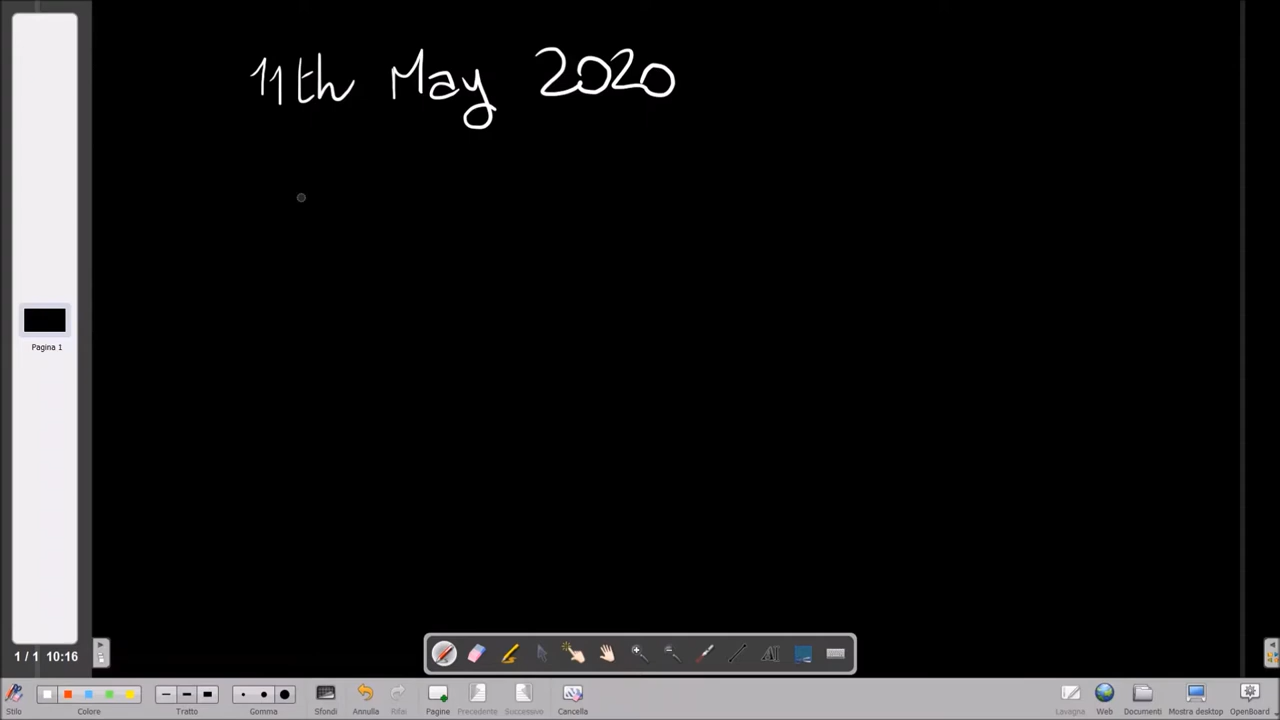 11th May 2020
Pagina 1
1 / 1 10:16
AI
Stilo
Colore
Tratto
Gomma
Sfondi
Annulla
Rifai
Pagine
Precedente
Successivo
Cancella
Lavagna
Web
Documenti
Mostra desktop
OpenBoard